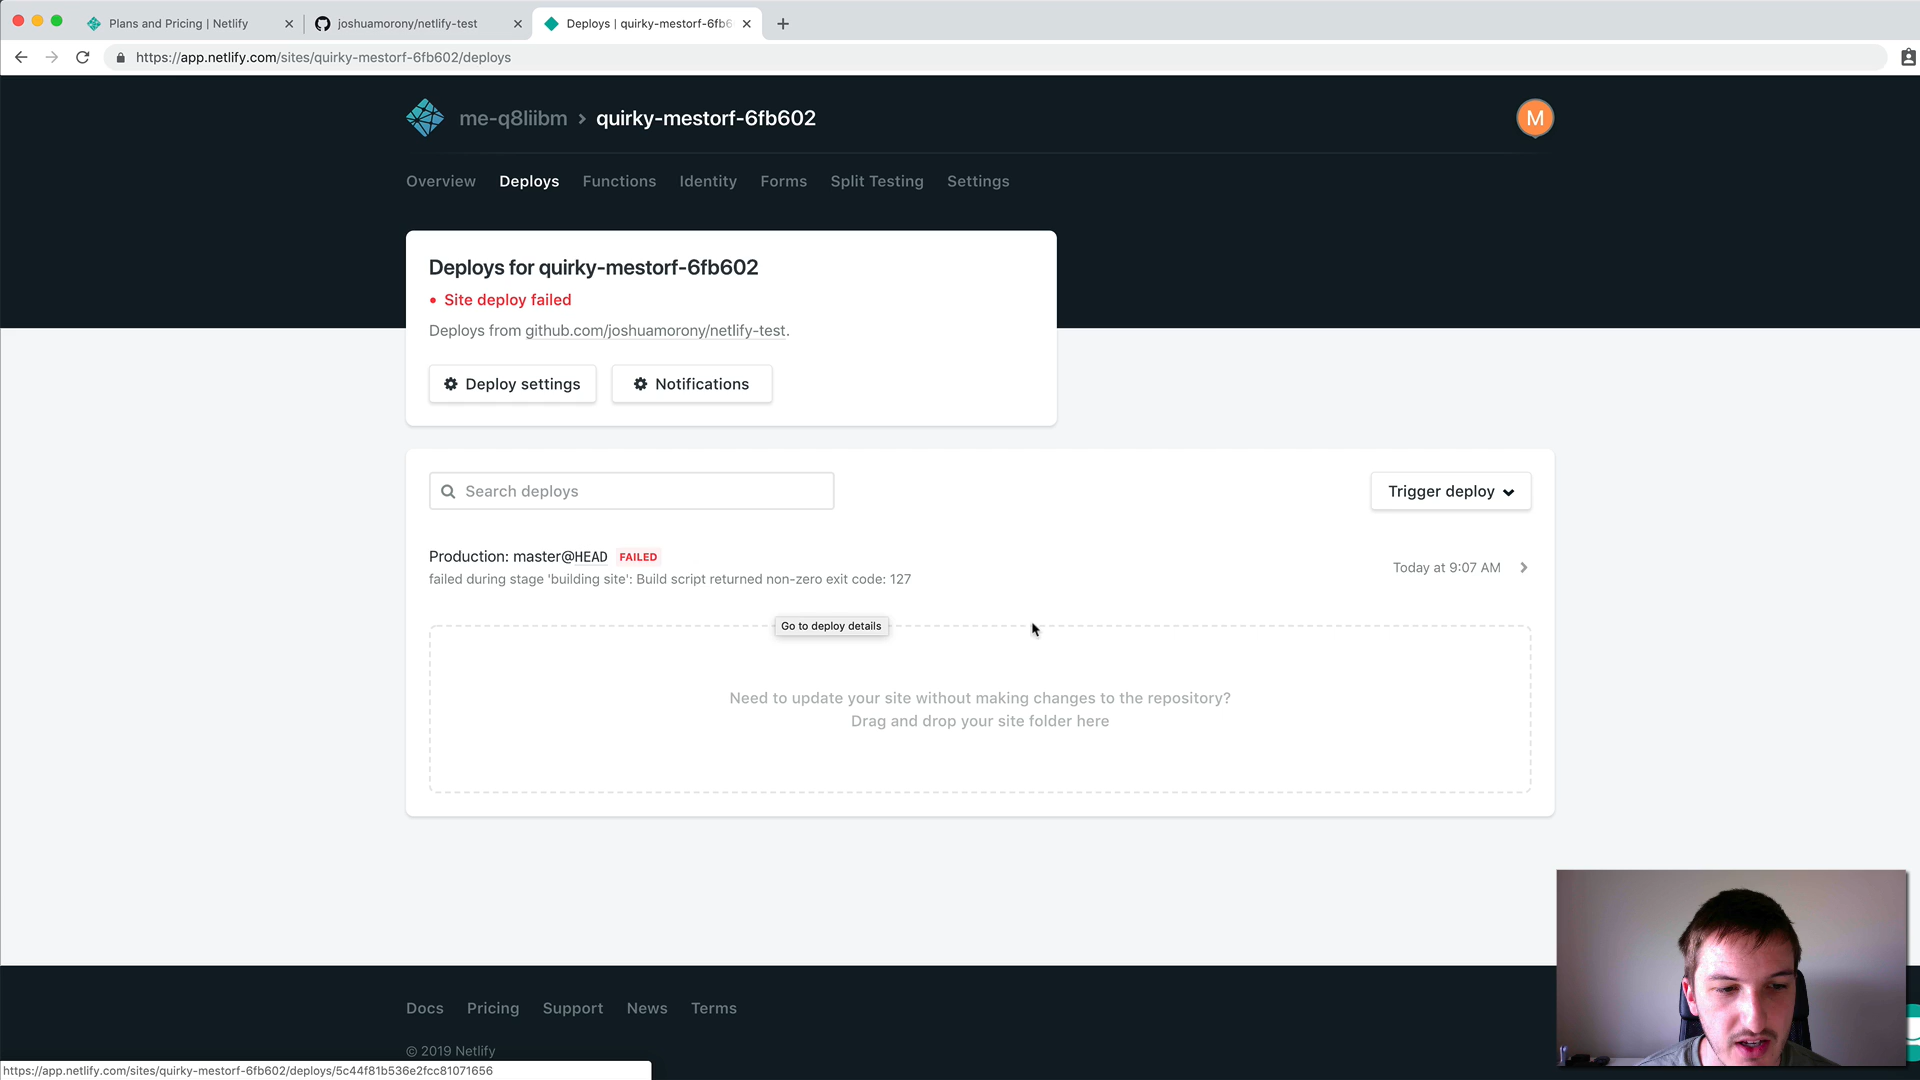 Plans and Pricing | Netlify
joshuamorony/netlify-test
Deploys | quirky-mestorf-6fb6
https://app.netlify.com/sites/quirky-mestorf-6fb602/deploys
me-q8liibm > quirky-mestorf-6fb602
M
Overview Deploys Functions Identity Forms Split Testing Settings
Deploys for quirky-mestorf-6fb602
• Site deploy failed
Deploys from github.com/joshuamorony/netlify-test.
Deploy settings
Notifications
Search deploys
Trigger deploy
Production: master@HEAD FAILED
failed during stage 'building site': Build script returned non-zero exit code: 127
Today at 9:07 AM
Go to deploy details
Need to update your site without making changes to the repository?
Drag and drop your site folder here
Docs Pricing Support News Terms
© 2019 Netlify
https://app.netlify.com/sites/quirky-mestorf-6fb602/deploys/5c44f81b536e2fcc81071656